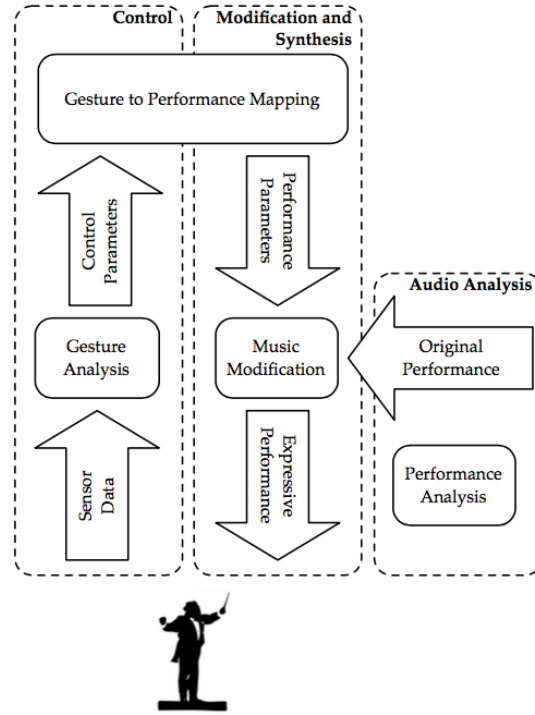 Control
Modification and
Synthesis
Gesture to Performance Mapping
Control
Parameters
Performance
Parameters
Audio Analysis
Gesture
Analysis
Music
Modification
Original
Performance
Sensor
Data
Expressive
Performance
Performance
Analysis